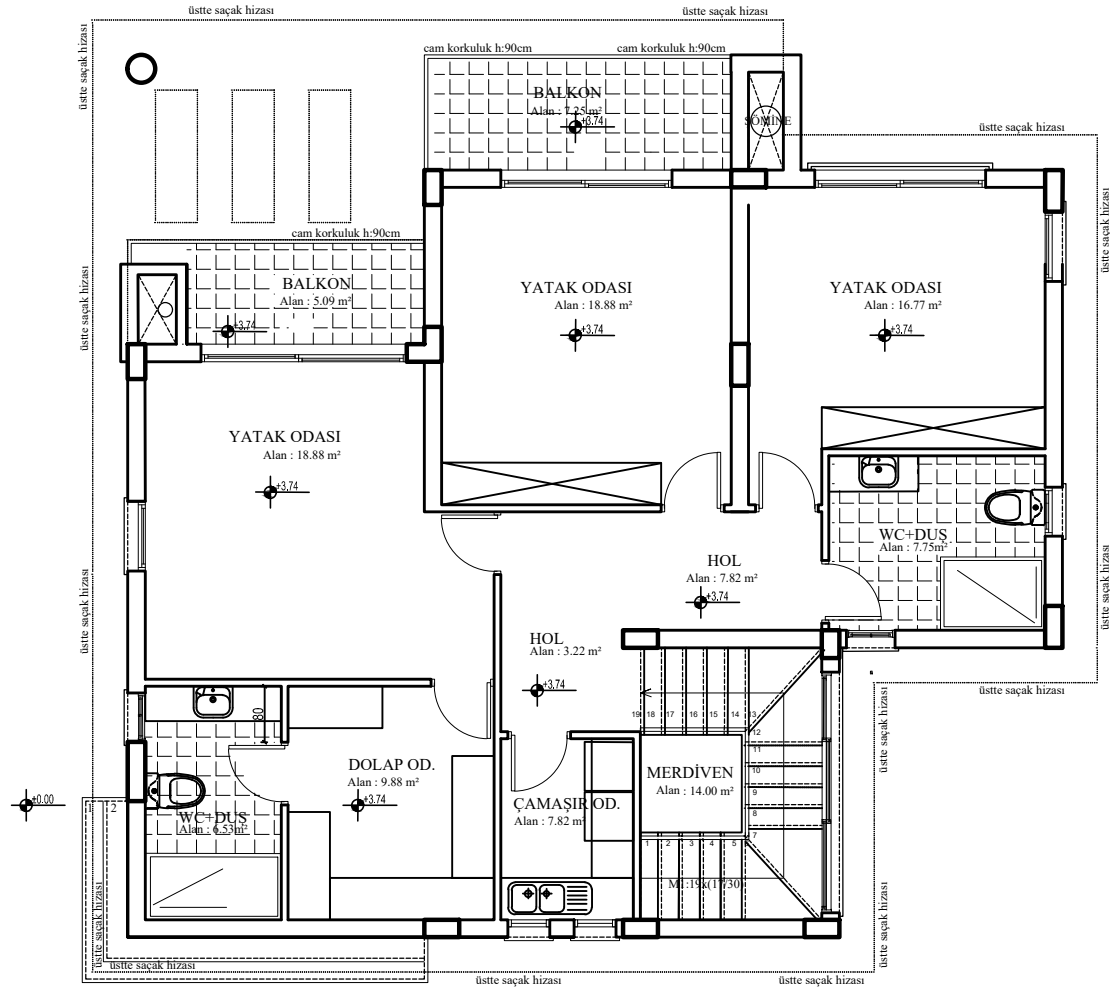 üstte saçak hizası
üstte saçak hizası
üstte saçak hizası
cam korkuluk h:90cm
cam korkuluk h:90cm
BALKON
Alan : 7.25 m²
+3.74
ŞÖMİNE
üstte saçak hizası
üstte saçak hizası
cam korkuluk h:90cm
BALKON
Alan : 5.09 m²
+3.74
üstte saçak hizası
YATAK ODASI
Alan : 18.88 m²
+3.74
YATAK ODASI
Alan : 16.77 m²
+3.74
YATAK ODASI
Alan : 18.88 m²
+3.74
WC+DUŞ
Alan : 7.75m²
HOL
Alan : 7.82 m²
+3.74
üstte saçak hizası
üstte saçak hizası
HOL
Alan : 3.22 m²
+3.74
üstte saçak hizası
19 18 17 16 15 14 13
12
11
10
9
8
7
80
DOLAP OD.
Alan : 9.88 m²
+3.74
MERDİVEN
Alan : 14.00 m²
üstte saçak hizası
±0.00
2
WC+DUŞ
Alan : 6.53m²
ÇAMAŞIR OD.
Alan : 7.82 m²
1 2 3 4 5
M1:19x(17/30)
üstte saçak hizası
üstte saçak hizası
üstte saçak hizası
üstte saçak hizası
üstte saçak hizası